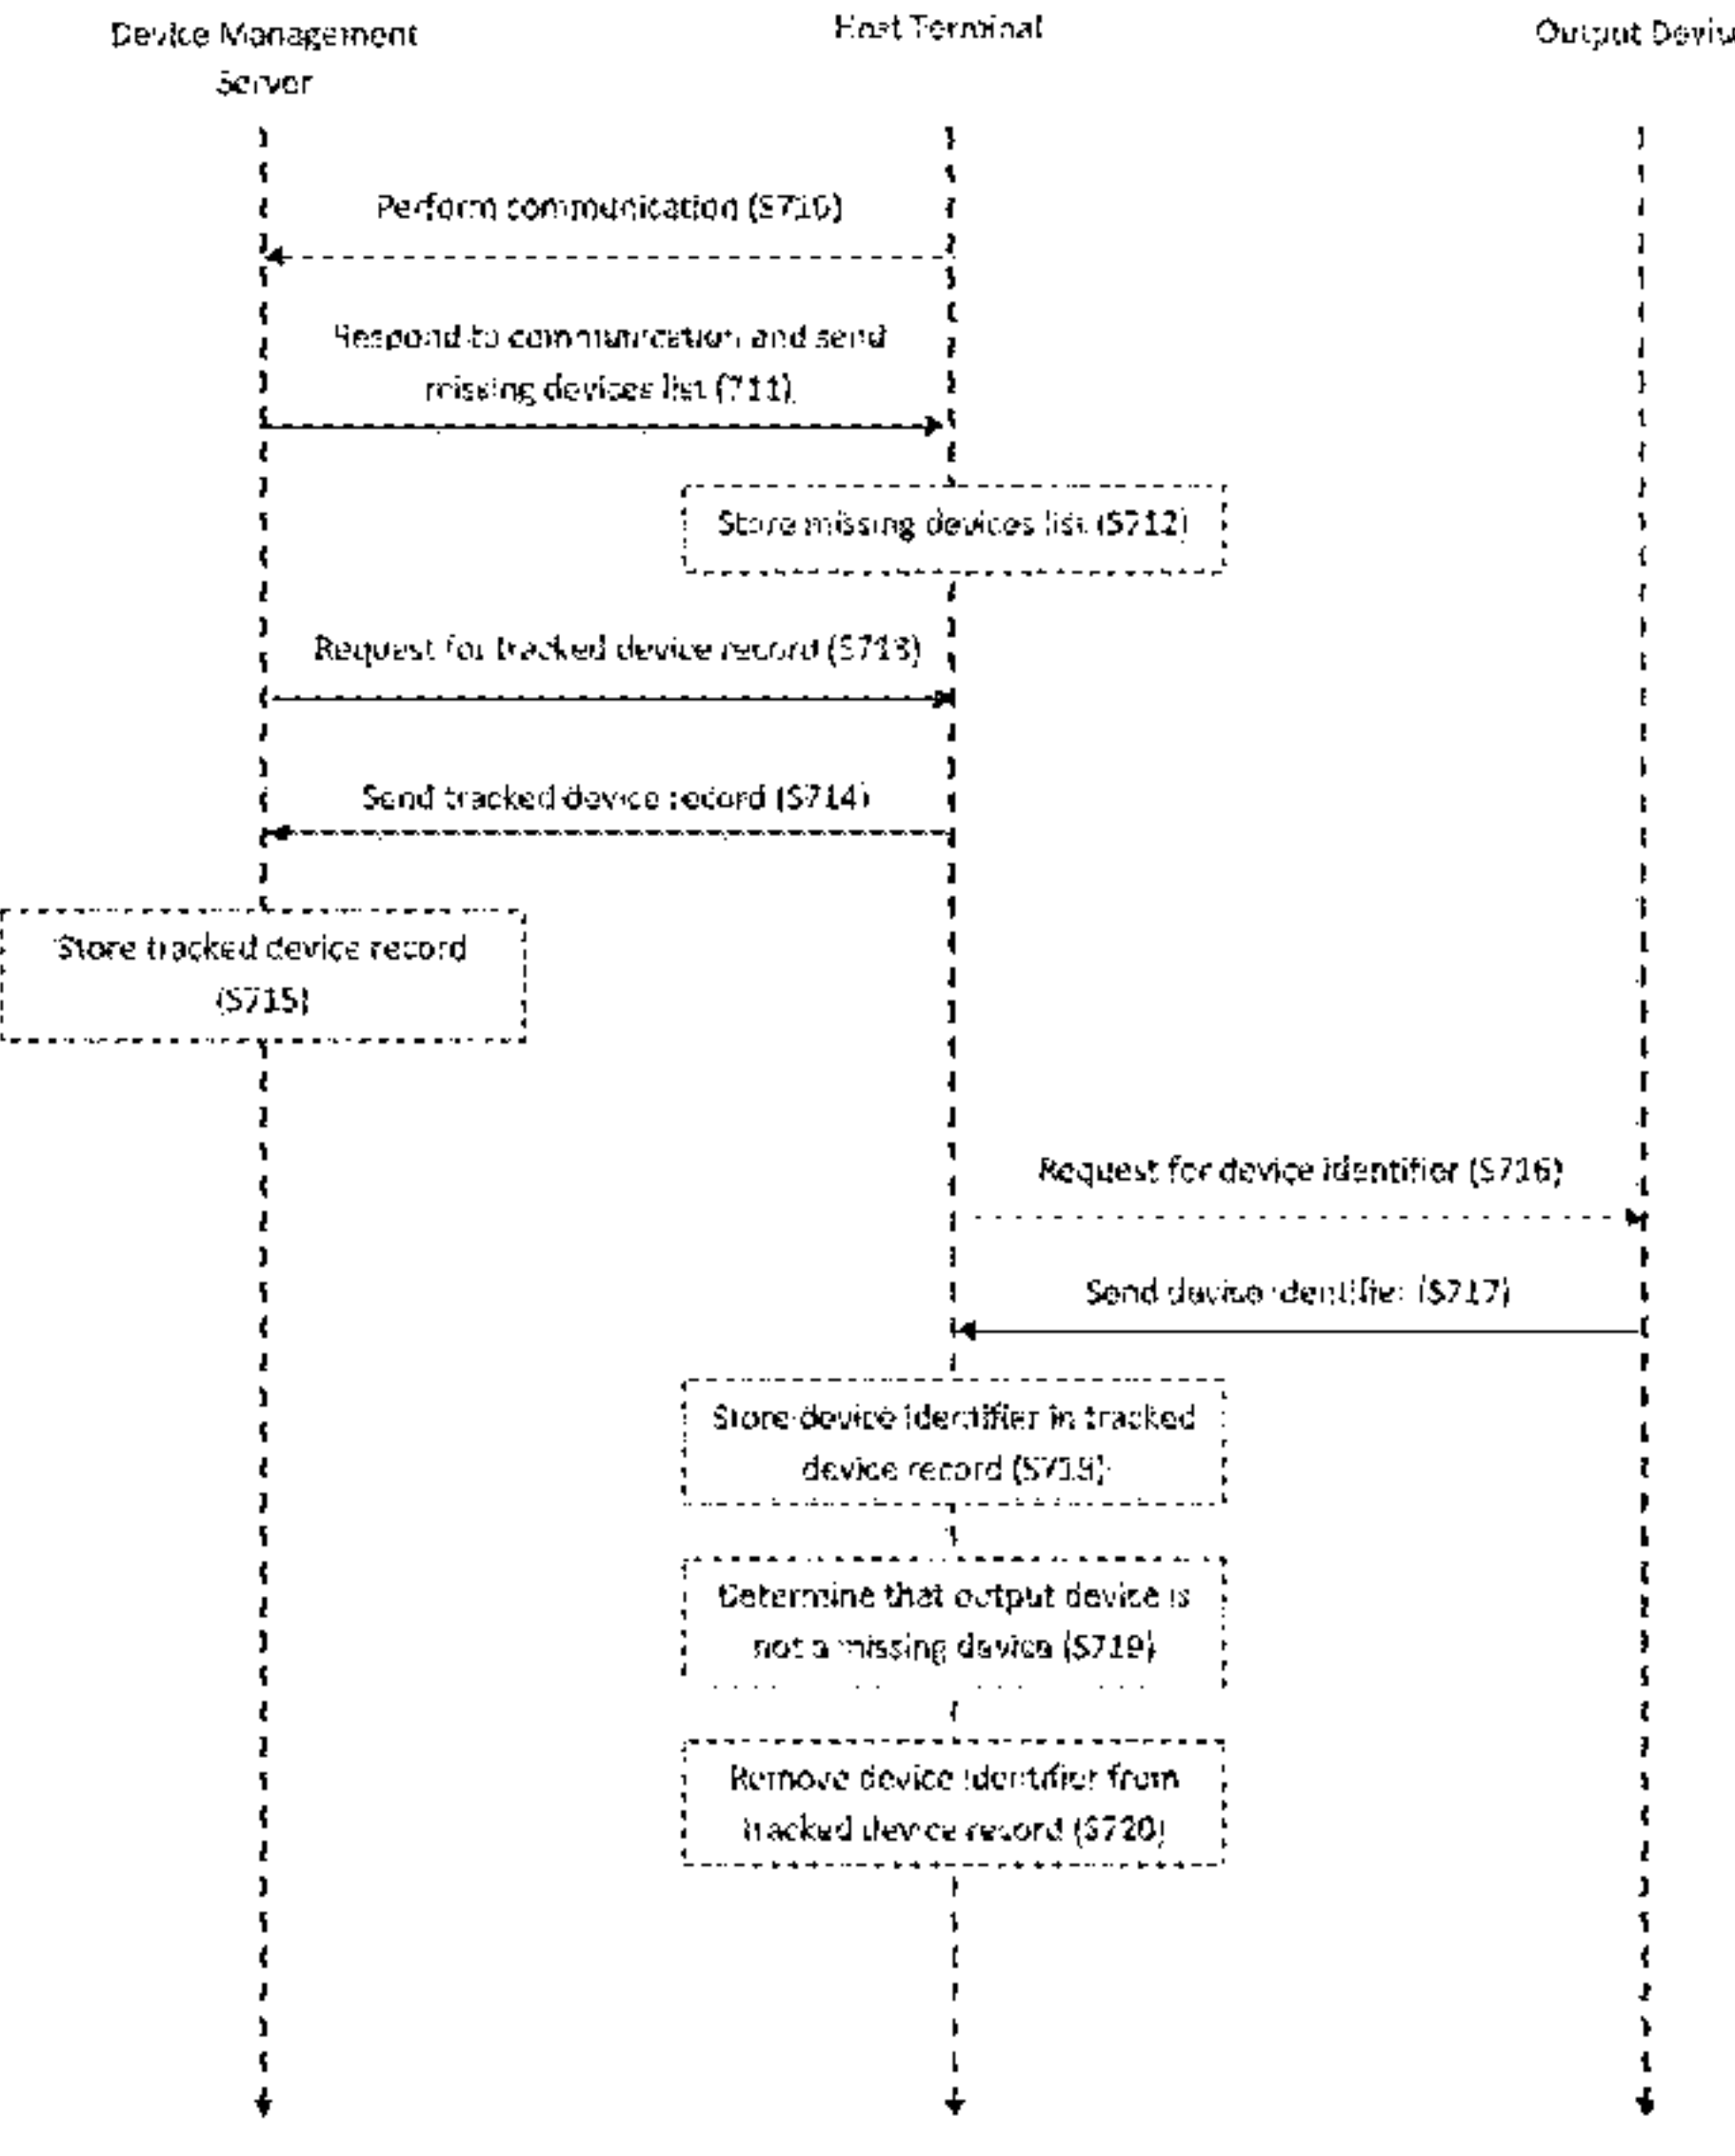 Device Management
Server
Host Terminal
Output
Perform communication (S710)
Respond to communication and send
missing devices list (711)
Store missing devices list (S712)
Request for tracked device record (S713)
Send tracked device record (S714)
Store tracked device record
(S715)
Request for device identifier (S716)
Send device identifier (S717)
Store device identifier in tracked
device record (S718)
Determine that output device is
not a missing device (S719)
Remove device identifier from
tracked device record (S720)